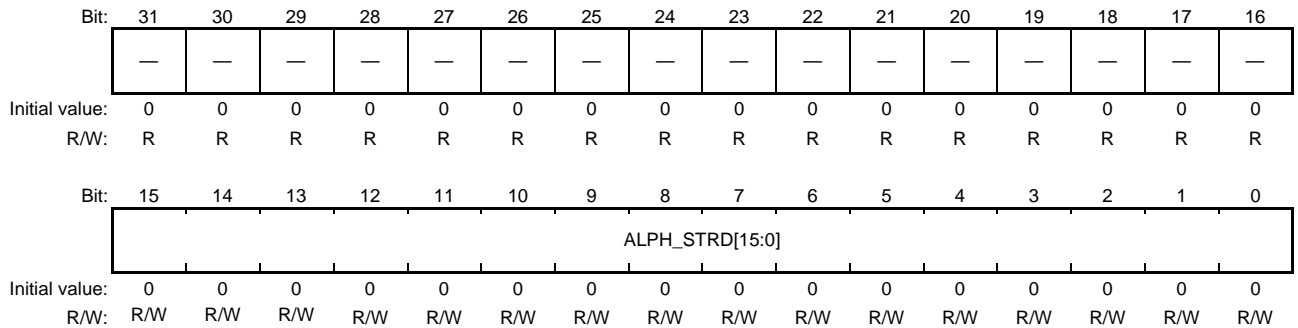 Bit: 31 30 29 28 27 26 25 24 23 22 21 20 19 18 17 16
— — — — — — — — — — — — — — — —
Initial value: 0 0 0 0 0 0 0 0 0 0 0 0 0 0 0 0
R/W: R R R R R R R R R R R R R R R R
Bit: 15 14 13 12 11 10 9 8 7 6 5 4 3 2 1 0
ALPH_STRD[15:0]
Initial value: 0 0 0 0 0 0 0 0 0 0 0 0 0 0 0 0
R/W: R/W R/W R/W R/W R/W R/W R/W R/W R/W R/W R/W R/W R/W R/W R/W R/W